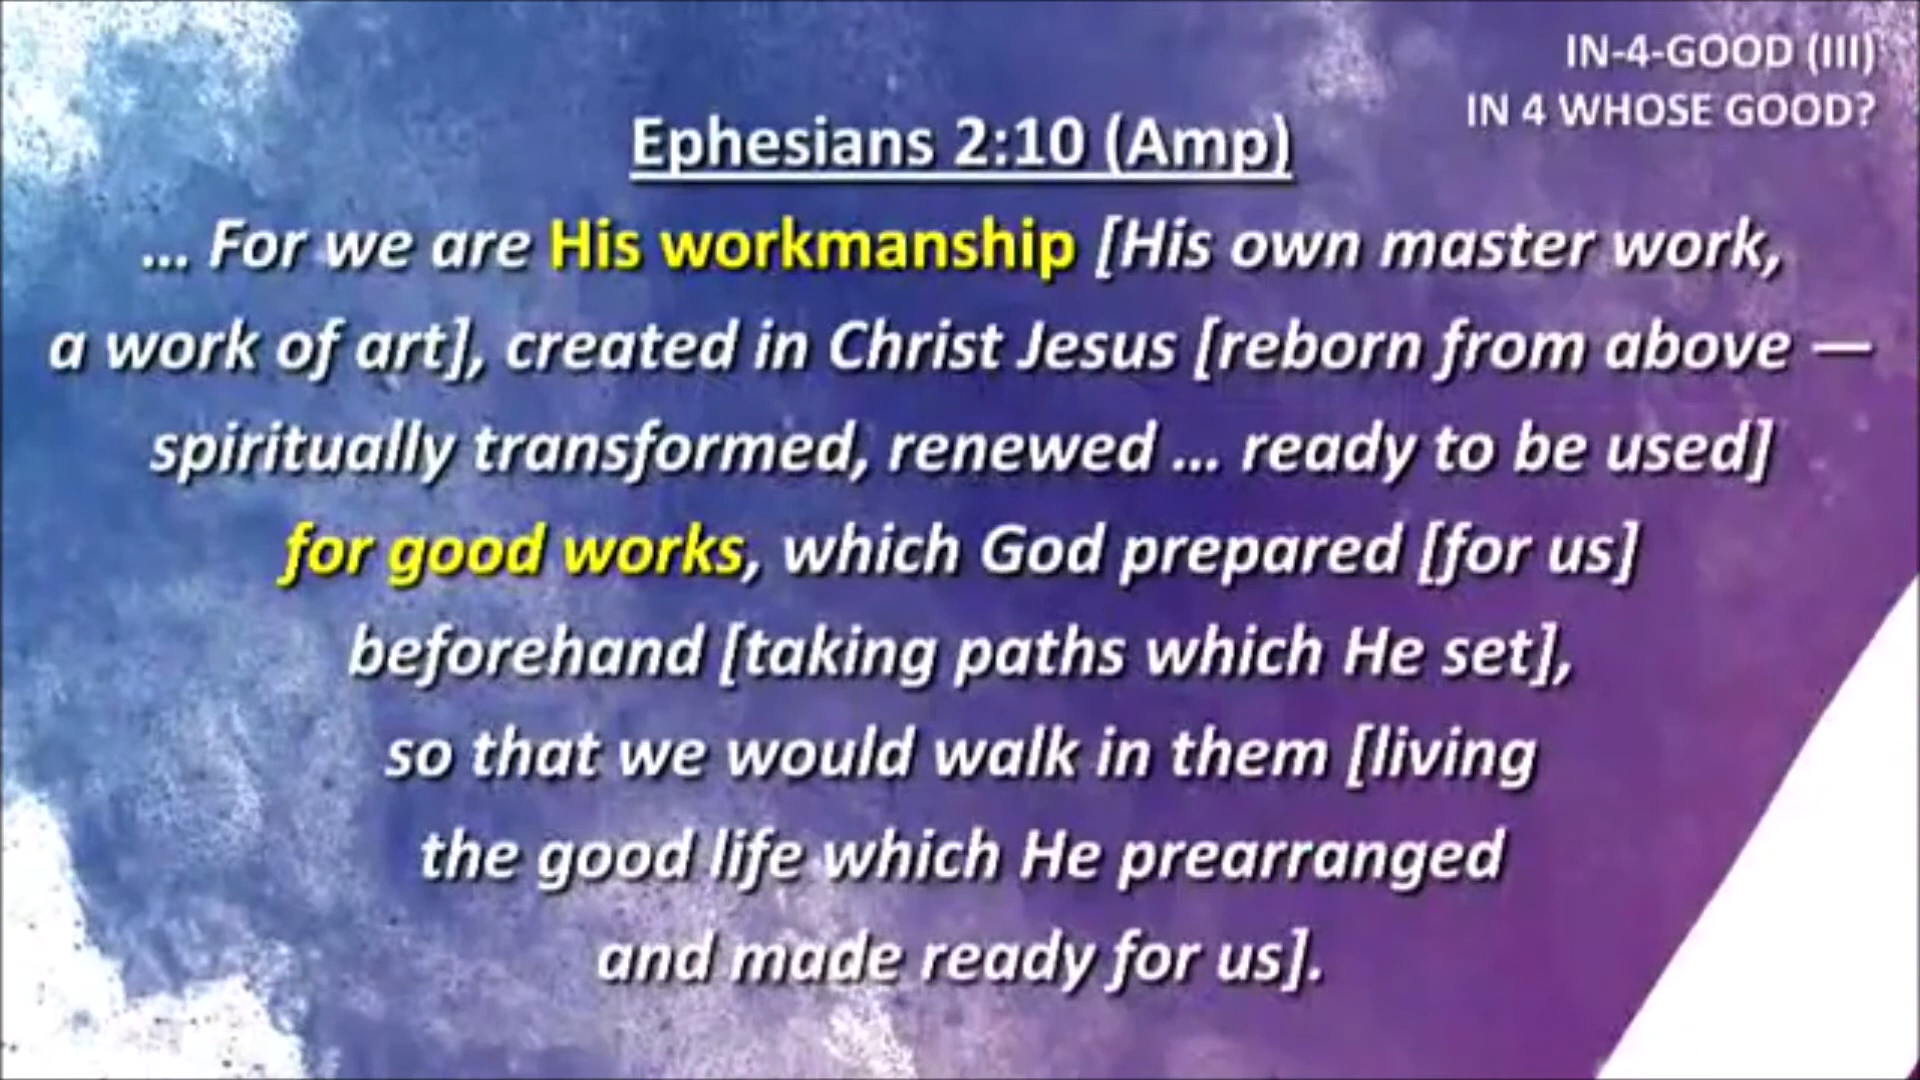 IN-4-GOOD (III)
IN 4 WHOSE GOOD?
Ephesians 2:10 (Amp)
... For we are His workmanship [His own master work,
a work of art], created in Christ Jesus [reborn from above —
spiritually transformed, renewed ... ready to be used]
for good works, which God prepared [for us]
beforehand [taking paths which He set],
so that we would walk in them [living
the good life which He prearranged
and made ready for us].